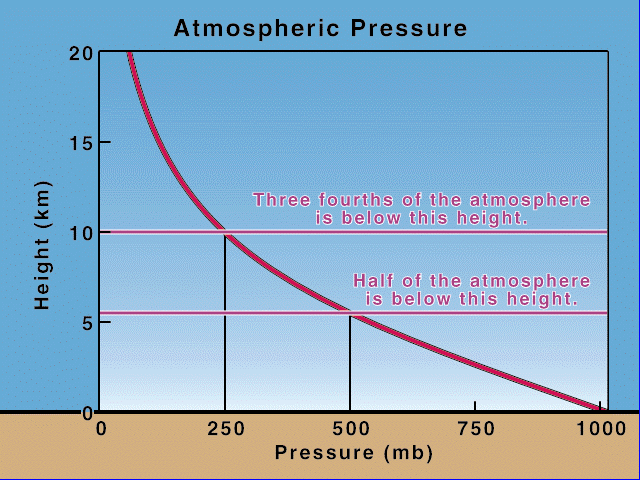 Atmospheric Pressure
20
15
Three fourths of the atmosphere
is below this height.
10
Height (km)
Half of the atmosphere
is below this height.
5
0
0 250 500 750 1000
Pressure (mb)